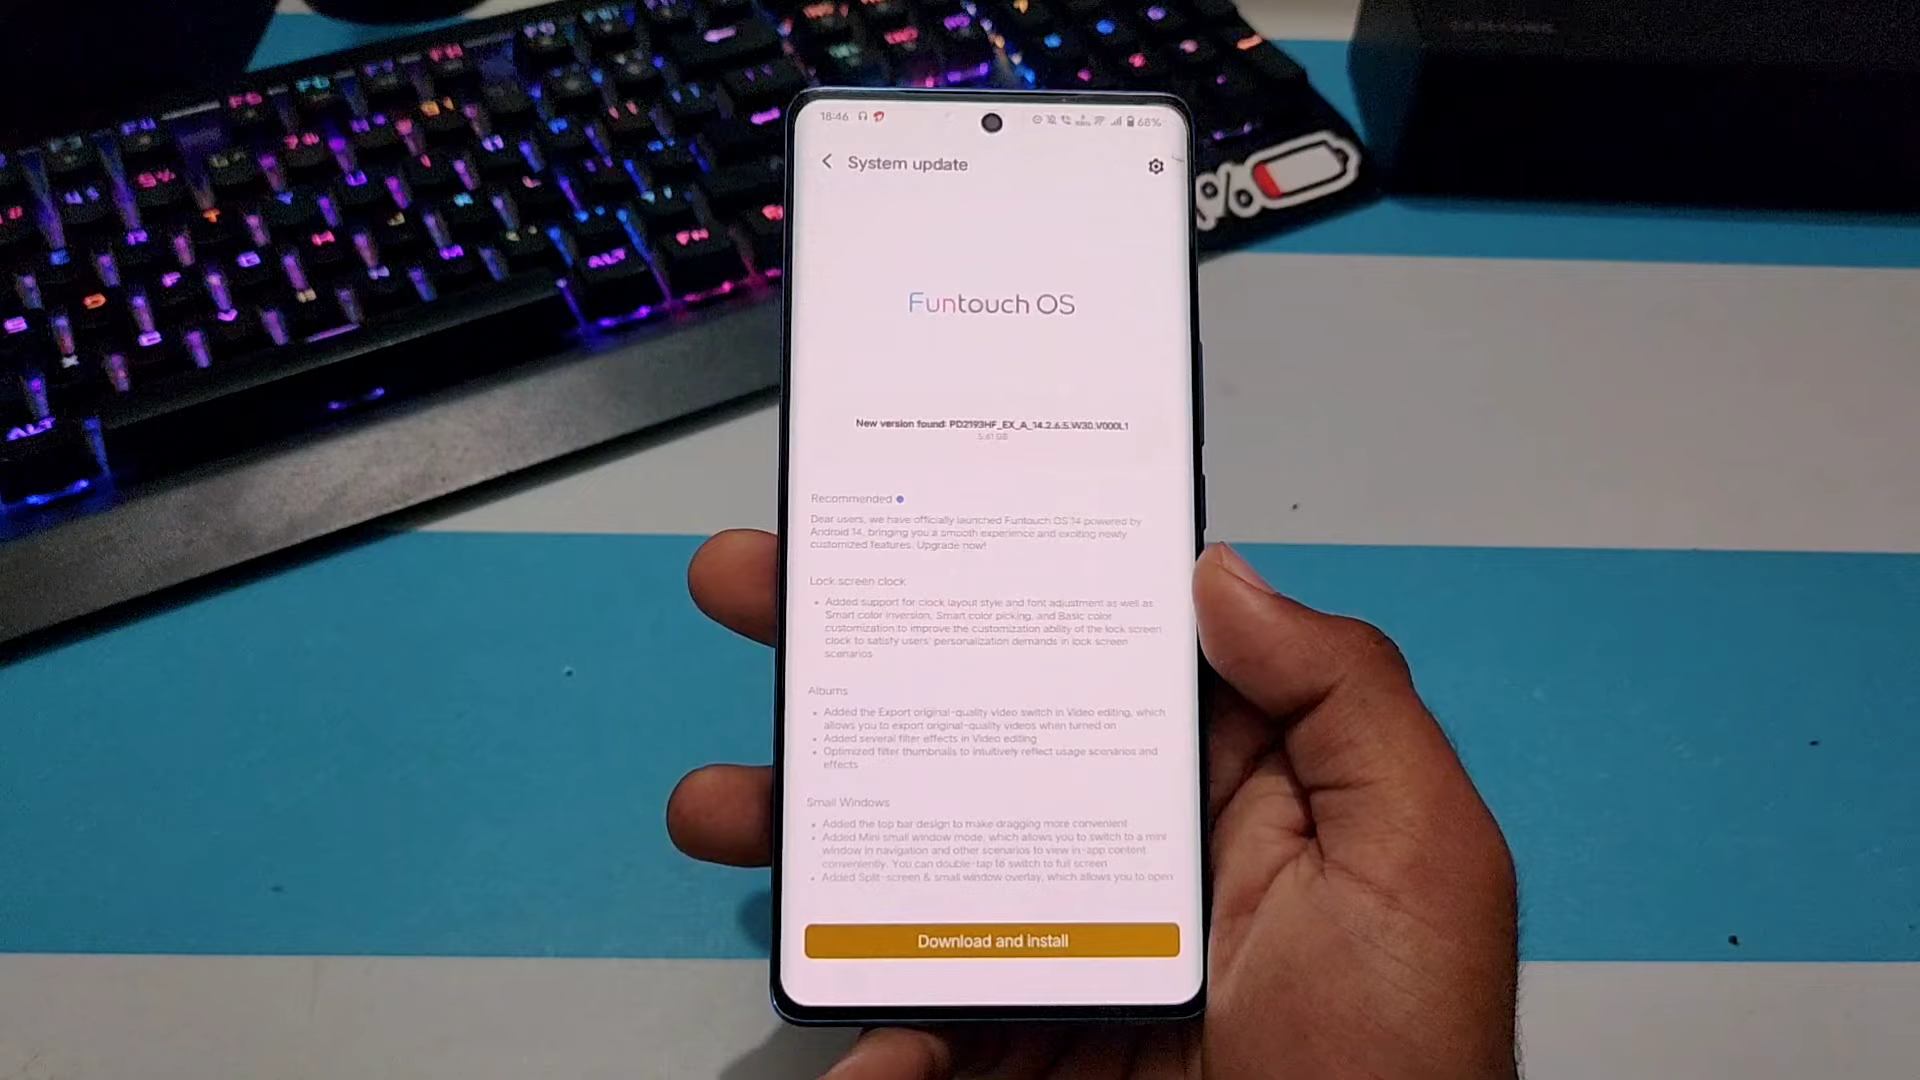 SAMSUNG
18:46
68%
System update
Funtouch OS
New version found: PD2193HF_EX_A_14.2.6.5.W30.V000L1
5.61 GB
Recommended
Dear users, we have officially launched Funtouch OS 14 powered by
Android 14, bringing you a smooth experience and exciting newly
customized features. Upgrade now!
Lock screen clock
• Added support for clock layout style and font adjustment as well as
Smart color inversion, Smart color picking, and Basic color
customization to improve the customization ability of the lock screen
clock to satisfy users' personalization demands in lock screen
scenarios
Albums
• Added the Export original-quality video switch in Video editing, which
allows you to export original-quality videos when turned on
• Added several filter effects in Video editing
• Optimized filter thumbnails to intuitively reflect usage scenarios and
effects
Small Windows
• Added the top bar design to make dragging more convenient
• Added Mini small window mode, which allows you to switch to a mini
window in navigation and other scenarios to view in-app content
conveniently. You can double-tap to switch to full screen
• Added Split-screen & small window overlay, which allows you to open
Download and install
%
ALT
FN
ALT